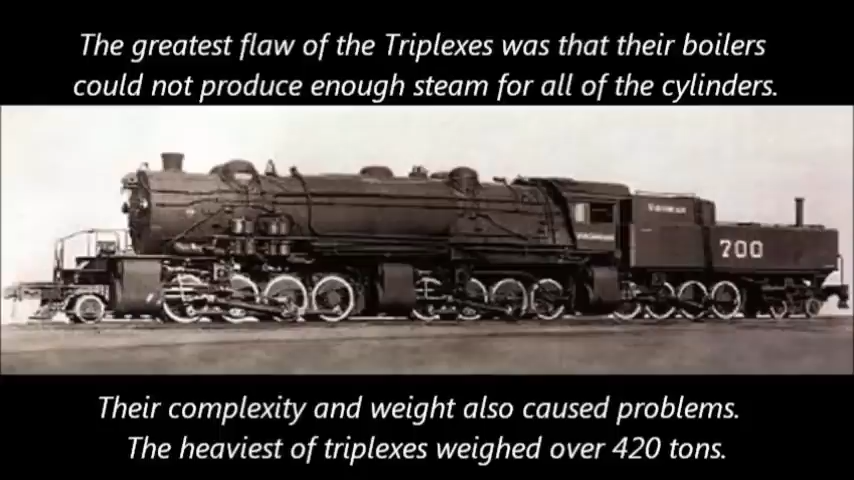 The greatest flaw of the Triplexes was that their boilers
could not produce enough steam for all of the cylinders.
700
Their complexity and weight also caused problems.
The heaviest of triplexes weighed over 420 tons.